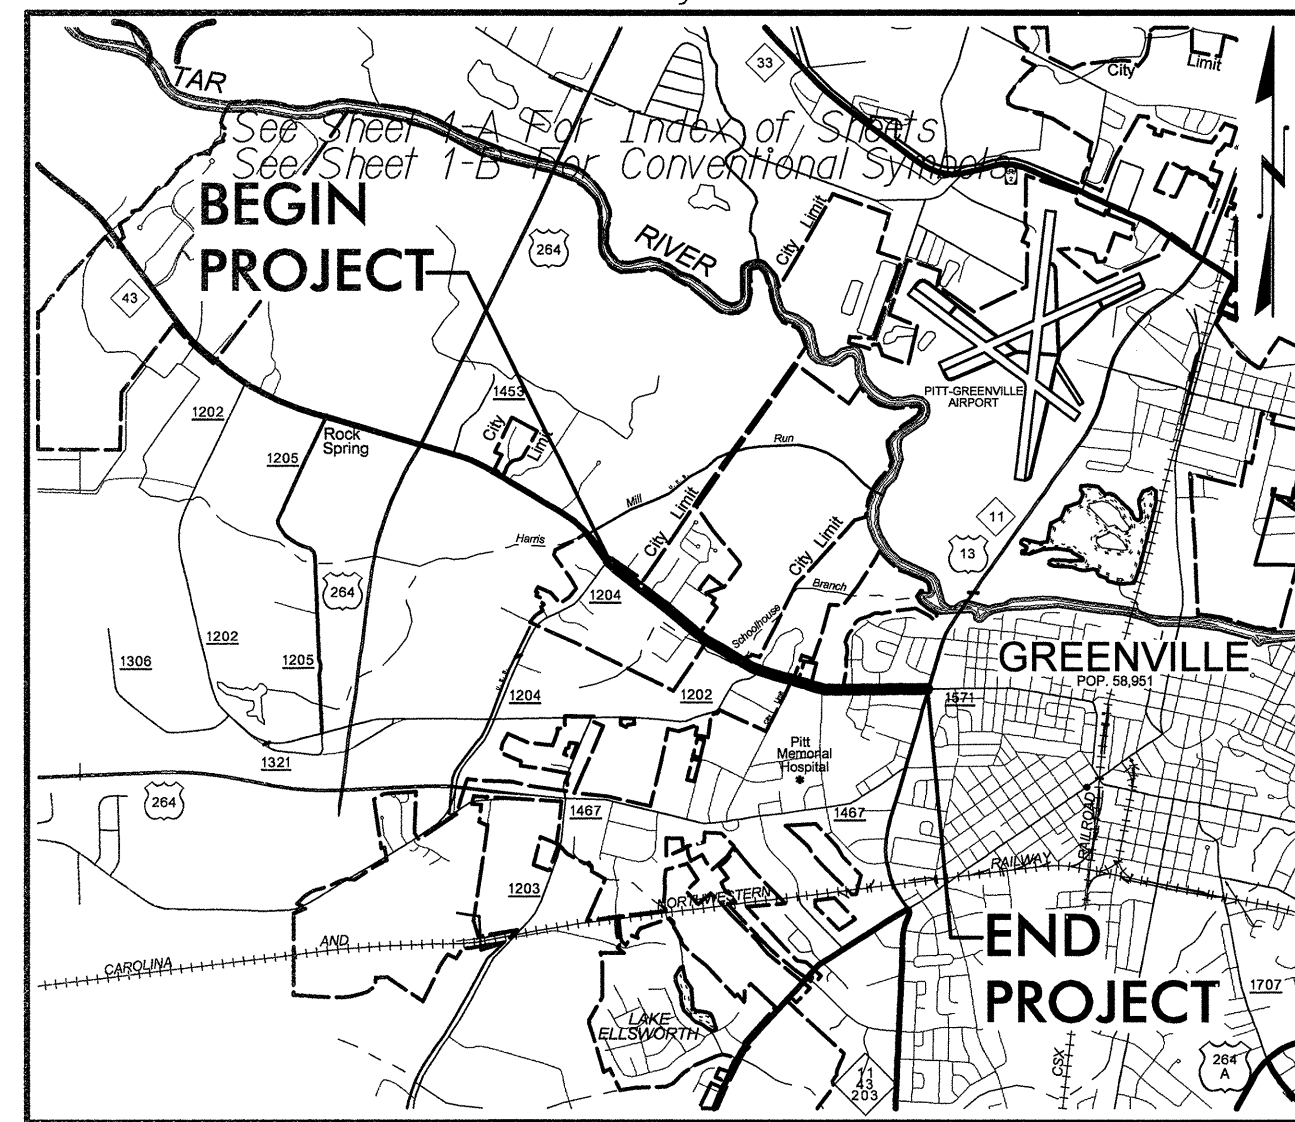 33
City Limit
TAR
See Sheet 1-A For Index of Sheets
See Sheet 1-B For Conventional Symbols
BEGIN
PROJECT
264
RIVER
City Limit
43
PITT-GREENVILLE
AIRPORT
1453
1202
City
Limit
Rock
Spring
1205
Run
Mill
City Limit
11
13
Harris
City Limit
264
1204
Branch
Schoolhouse
1202
1306
1205
GREENVILLE
POP. 58,951
1204
1202
1571
1321
Pitt
Memorial
Hospital
264
1467
1467
RAILROAD
RAILWAY
1203
NORTHWESTERN
AND
CAROLINA
END
PROJECT
1707
LAKE
ELLSWORTH
CSX
264
A
11
43
203